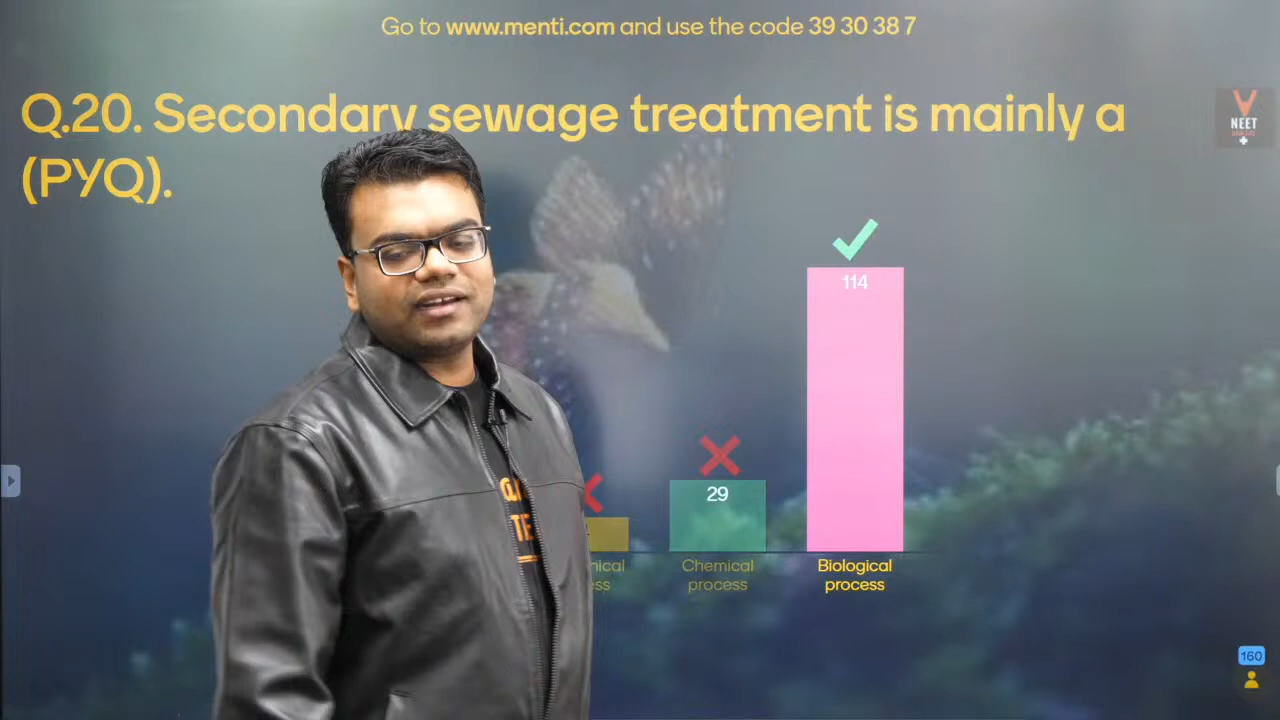 Go to www.menti.com and use the code 39 30 38 7
Q.20. Secondary sewage treatment is mainly a
(PYQ).
NEET
114
29
Chemical
process
Biological
process
160